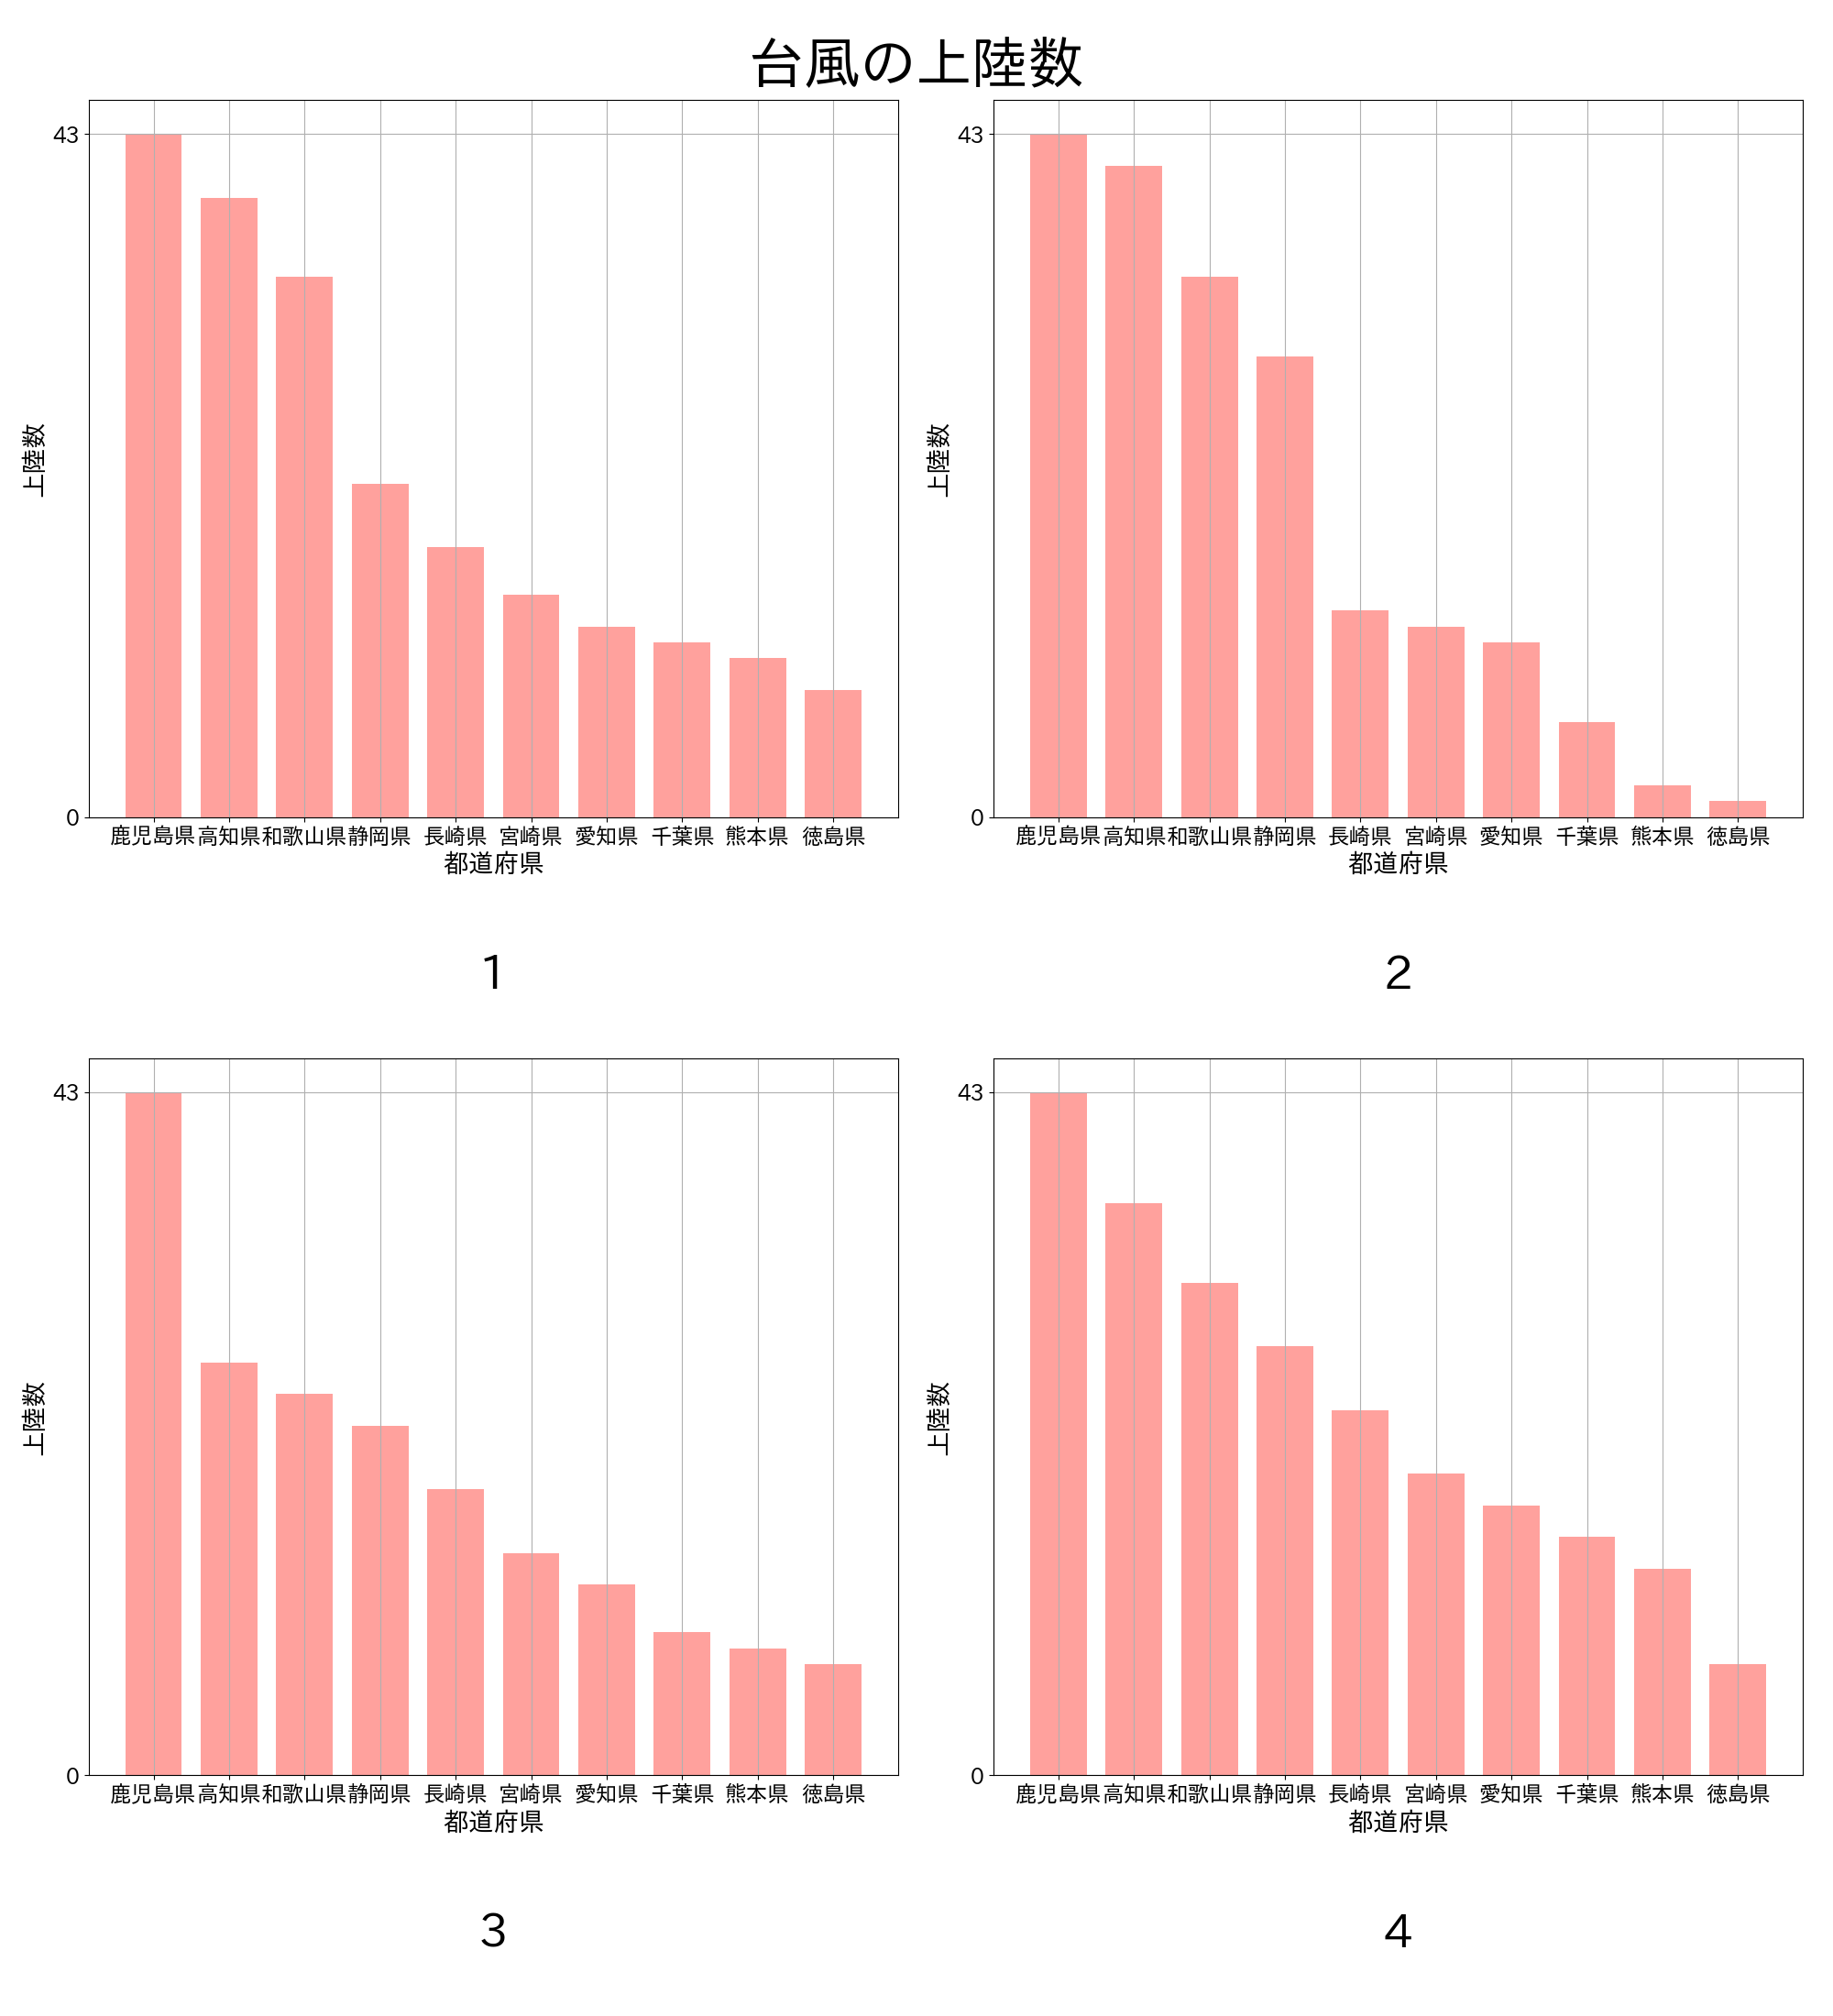 台風の上陸数
43
0
上陸数
鹿児島県 高知県 和歌山県 静岡県 長崎県 宮崎県 愛知県 千葉県 熊本県 徳島県
都道府県
1
43
0
上陸数
鹿児島県 高知県 和歌山県 静岡県 長崎県 宮崎県 愛知県 千葉県 熊本県 徳島県
都道府県
2
43
0
上陸数
鹿児島県 高知県 和歌山県 静岡県 長崎県 宮崎県 愛知県 千葉県 熊本県 徳島県
都道府県
3
43
0
上陸数
鹿児島県 高知県 和歌山県 静岡県 長崎県 宮崎県 愛知県 千葉県 熊本県 徳島県
都道府県
4